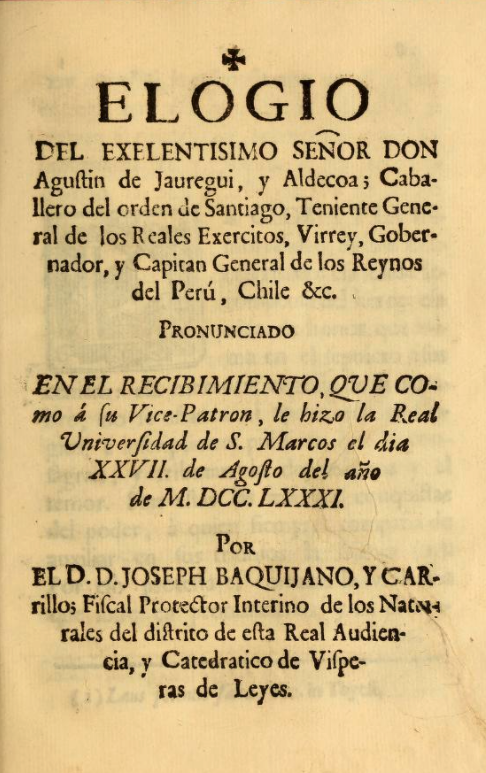 ✠
ELOGIO
DEL EXELENTISIMO SEÑOR DON
Aguſtin de Jauregui, y Aldecoa; Caba-
llero del orden de Santiago, Teniente Gene-
ral de los Reales Exercitos, Virrey, Gober-
nador, y Capitan General de los Reynos
del Perú, Chile &c.
PRONUNCIADO
EN EL RECIBIMIENTO, QUE CO-
mo á ſu Vice-Patron, le hizo la Real
Univerſidad de S. Marcos el dia
XXVII. de Agoſto del año
de M. DCC. LXXXI.
POR
EL D. D. JOSEPH BAQUIJANO, Y CAR-
rillo; Fiſcal Protector Interino de los Natu-
rales del diſtrito de eſta Real Audien-
cia, y Catedratico de Viſpe-
ras de Leyes.